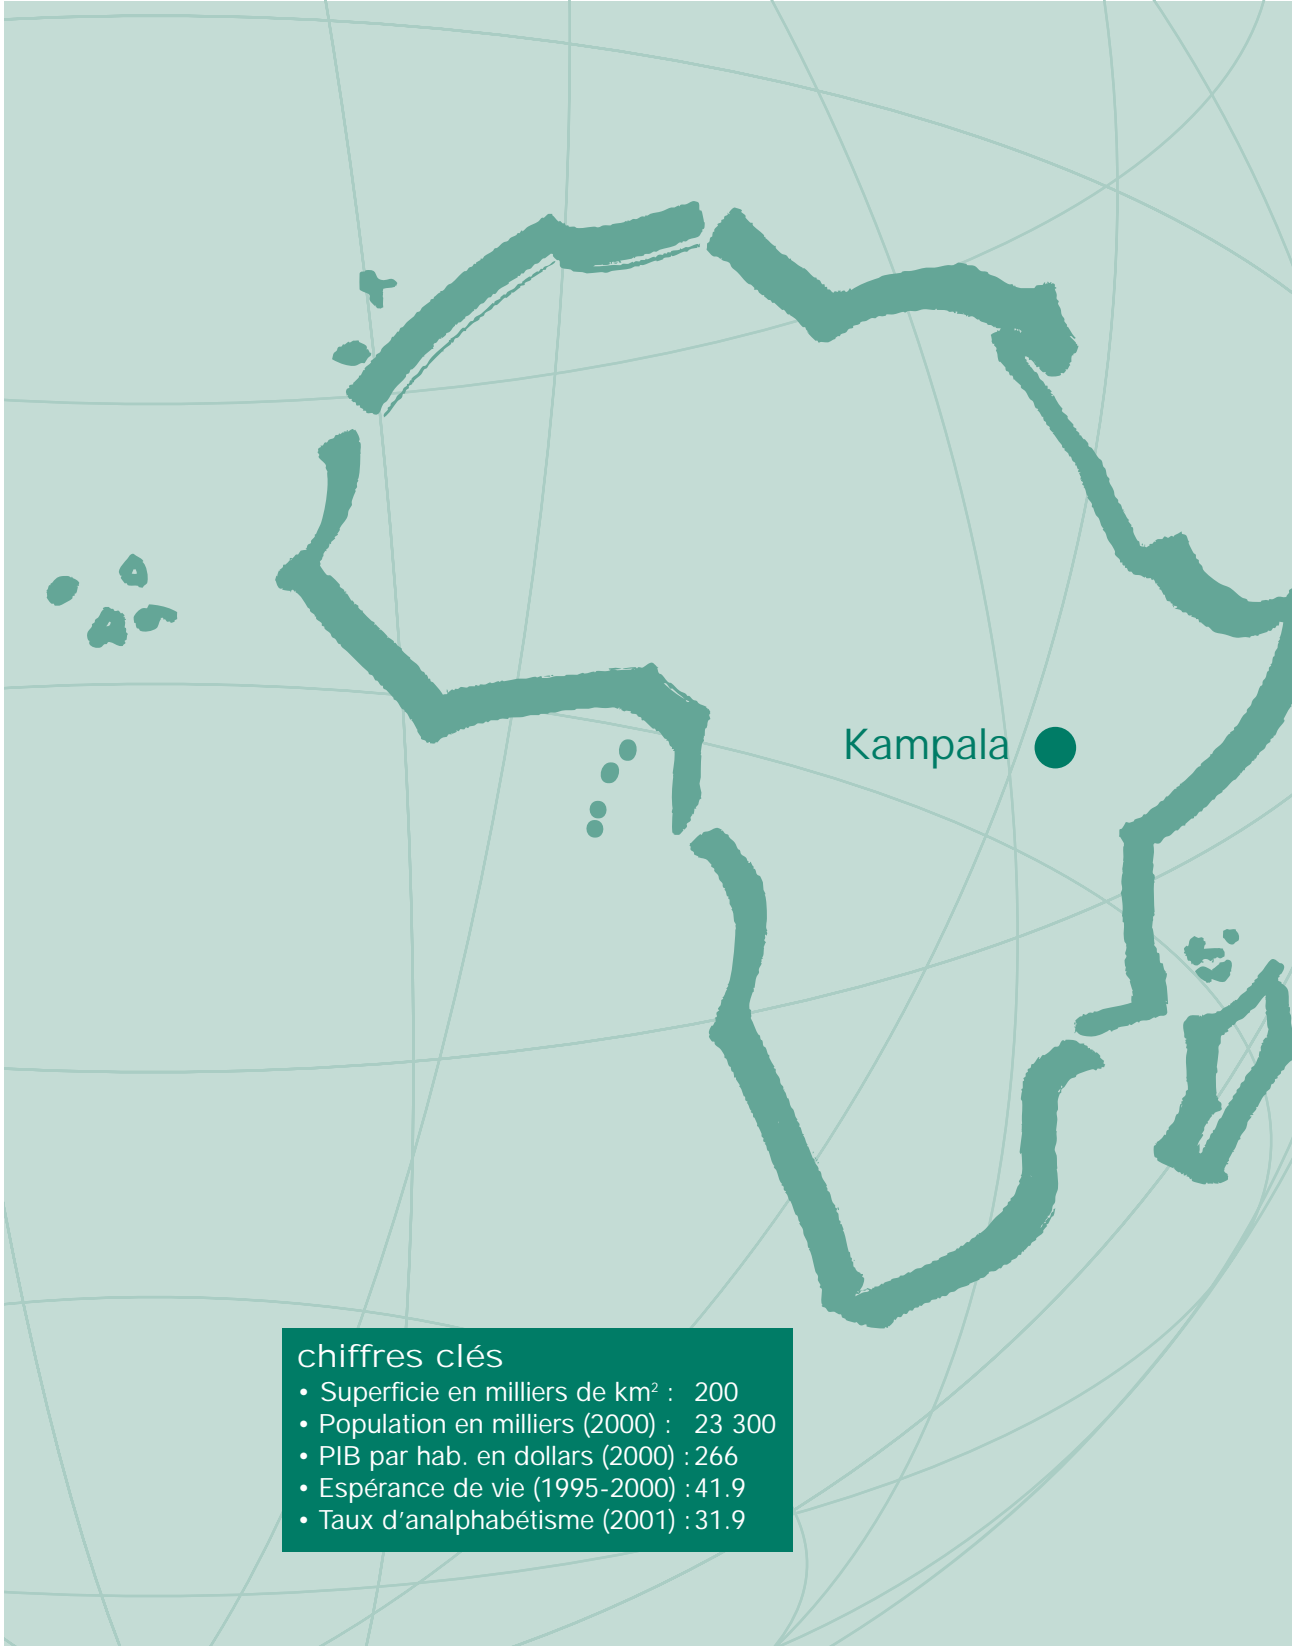 Kampala
chiffres clés
• Superficie en milliers de km² : 200
• Population en milliers (2000) : 23 300
• PIB par hab. en dollars (2000) : 266
• Espérance de vie (1995-2000) : 41.9
• Taux d'analphabétisme (2001) : 31.9